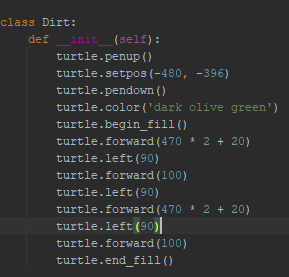 class Dirt:
    def __init__(self):
        turtle.penup()
        turtle.setpos(-480, -396)
        turtle.pendown()
        turtle.color('dark olive green')
        turtle.begin_fill()
        turtle.forward(470 * 2 + 20)
        turtle.left(90)
        turtle.forward(100)
        turtle.left(90)
        turtle.forward(470 * 2 + 20)
        turtle.left(90)
        turtle.forward(100)
        turtle.end_fill()